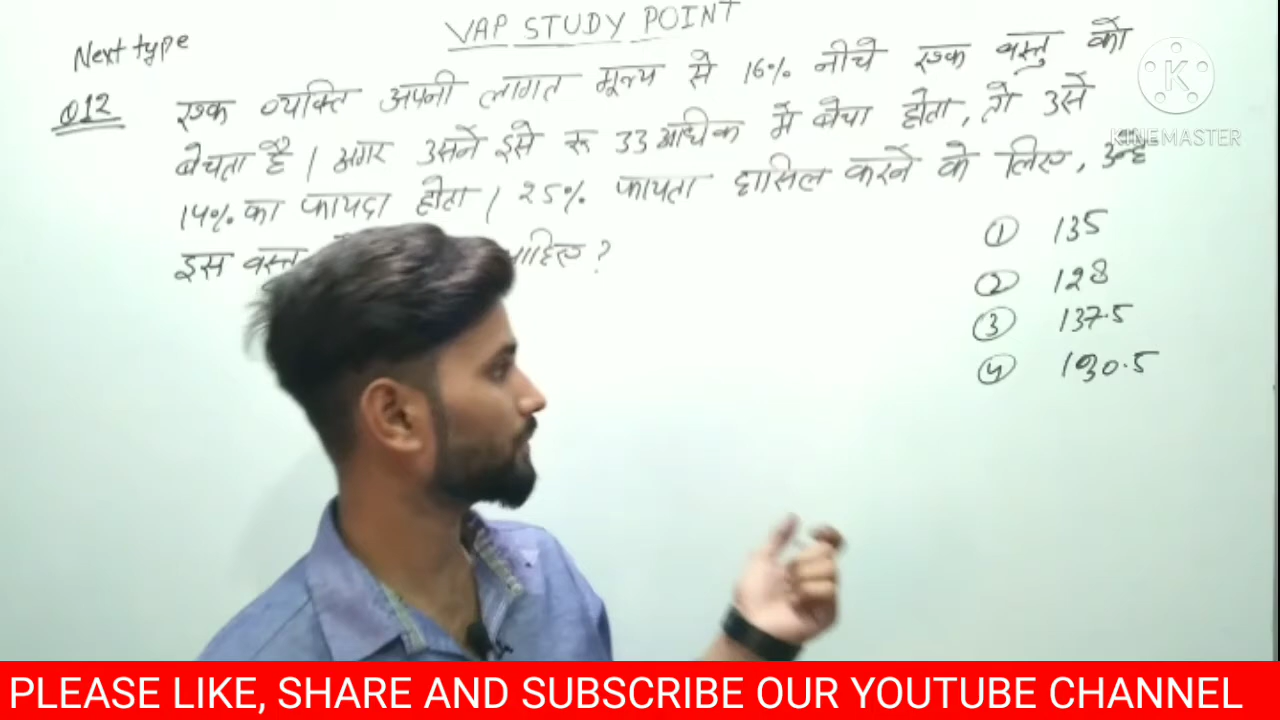 VAP STUDY POINT
Next type
Q12 एक व्यक्ति अपनी लागत मूल्य से 16% नीचे एक वस्तु को
बेचता है । अगर उसने इसे रू 33 अधिक में बेचा होता, तो उसे
14% का फायदा होता । 25% फायता हासिल करने के लिए, उन्हे
इस वस्तु ?
① 135
② 128
③ 137.5
④ 130.5
KINEMASTER
PLEASE LIKE, SHARE AND SUBSCRIBE OUR YOUTUBE CHANNEL